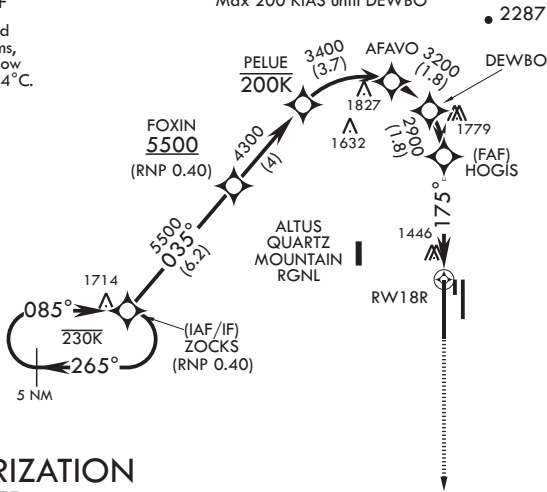 F
d
ms,
ow
4°C.
Max 200 KIAS until DEWBO
2287
3400
(3.7)
AFAVO
3200
(1.8)
DEWBO
PELUE
200K
1827
1779
1632
2900
(1.8)
FOXIN
5500
(RNP 0.40)
4300
(4)
(FAF)
HOGIS
175°
5500
035°
(6.2)
ALTUS
QUARTZ
MOUNTAIN
RGNL
1446
RW18R
1714
085°
230K
265°
5 NM
(IAF/IF)
ZOCKS
(RNP 0.40)
RIZATION